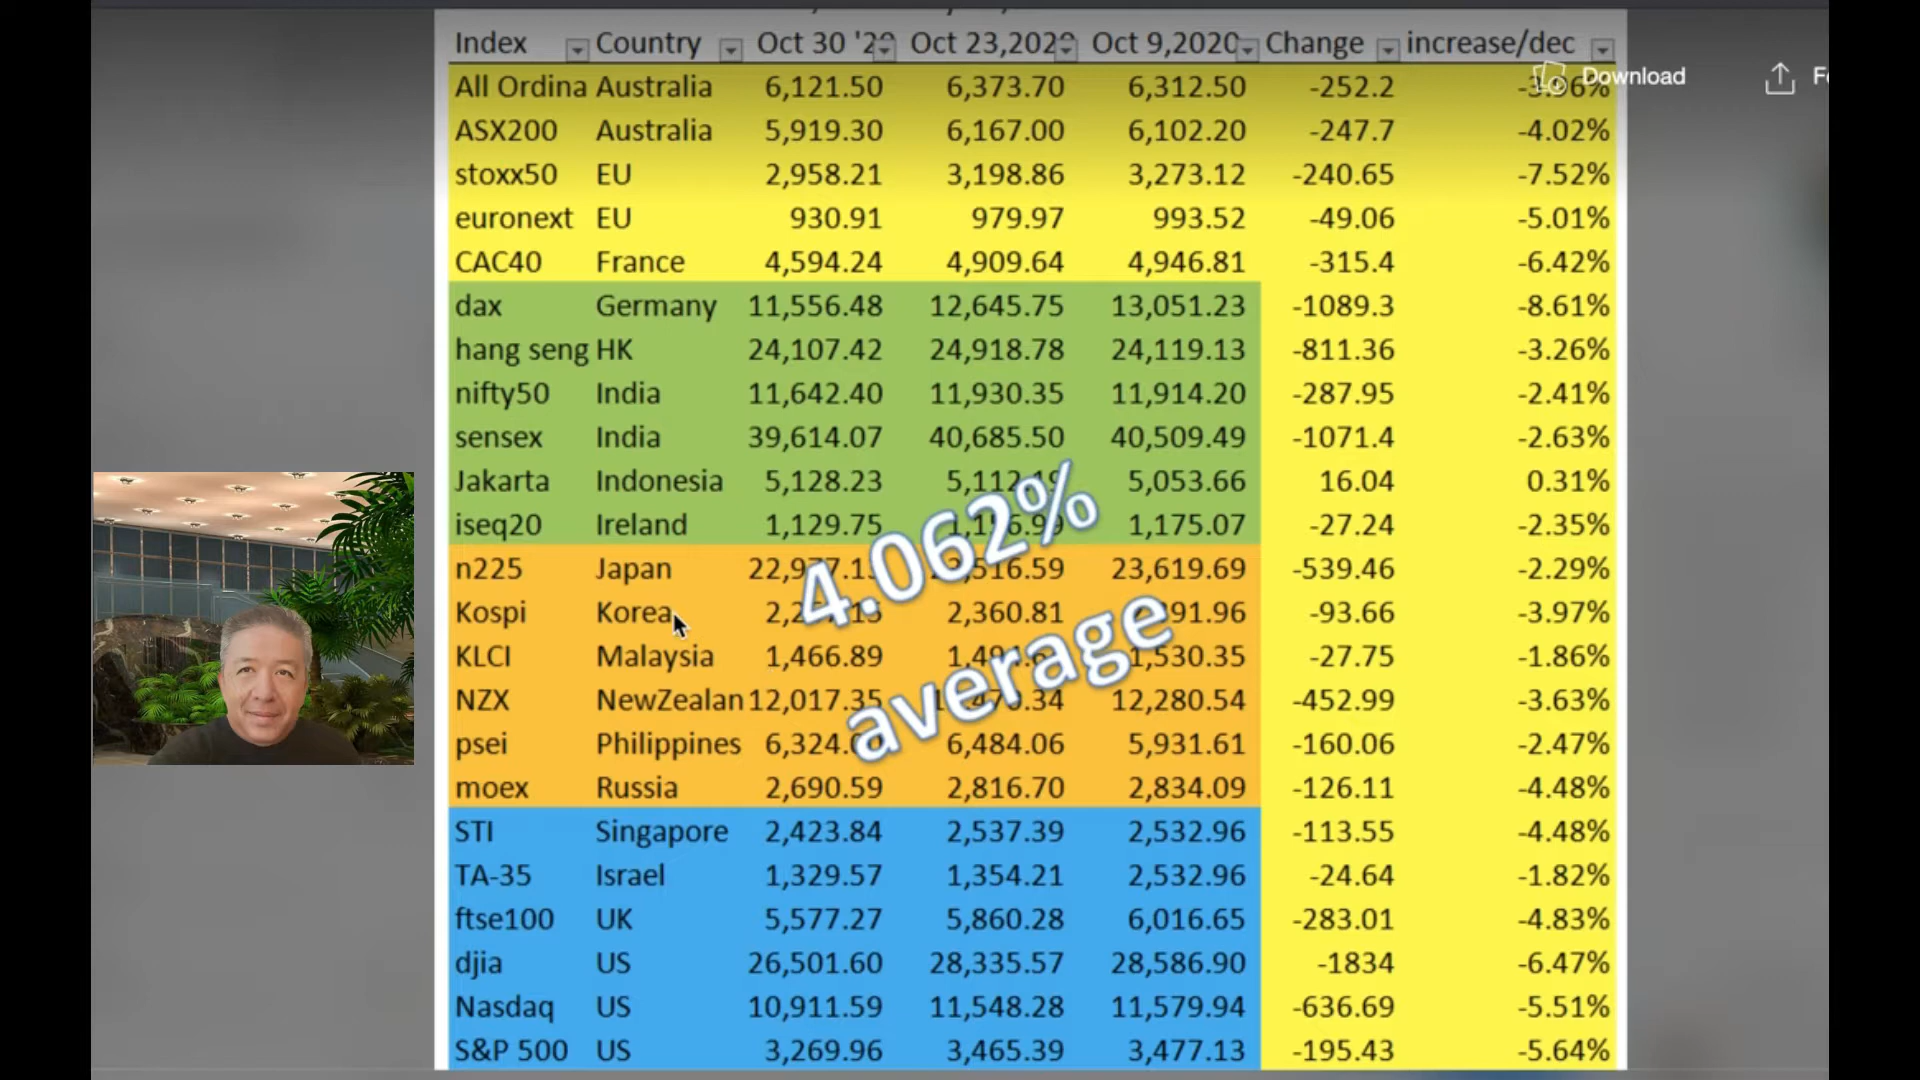 Index Country Oct 30 '20 Oct 23,2020 Oct 9,2020 Change increase/dec
Download
All Ordina Australia 6,121.50 6,373.70 6,312.50 -252.2
ASX200 Australia 5,919.30 6,167.00 6,102.20 -247.7 -4.02%
stoxx50 EU 2,958.21 3,198.86 3,273.12 -240.65 -7.52%
euronext EU 930.91 979.97 993.52 -49.06 -5.01%
CAC40 France 4,594.24 4,909.64 4,946.81 -315.4 -6.42%
dax Germany 11,556.48 12,645.75 13,051.23 -1089.3 -8.61%
hang seng HK 24,107.42 24,918.78 24,119.13 -811.36 -3.26%
nifty50 India 11,642.40 11,930.35 11,914.20 -287.95 -2.41%
sensex India 39,614.07 40,685.50 40,509.49 -1071.4 -2.63%
Jakarta Indonesia 5,128.23 5,112.19 5,053.66 16.04 0.31%
iseq20 Ireland 1,129.75 1,156.99 1,175.07 -27.24 -2.35%
n225 Japan 23,619.69 -539.46 -2.29%
Kospi Korea 2,360.81 -93.66 -3.97%
KLCI Malaysia 1,466.89 1,530.35 -27.75 -1.86%
NZX NewZealan 12,017.35 12,280.54 -452.99 -3.63%
psei Philippines 6,484.06 5,931.61 -160.06 -2.47%
moex Russia 2,690.59 2,816.70 2,834.09 -126.11 -4.48%
STI Singapore 2,423.84 2,537.39 2,532.96 -113.55 -4.48%
TA-35 Israel 1,329.57 1,354.21 2,532.96 -24.64 -1.82%
ftse100 UK 5,577.27 5,860.28 6,016.65 -283.01 -4.83%
djia US 26,501.60 28,335.57 28,586.90 -1834 -6.47%
Nasdaq US 10,911.59 11,548.28 11,579.94 -636.69 -5.51%
S&P 500 US 3,269.96 3,465.39 3,477.13 -195.43 -5.64%
4.062%
average